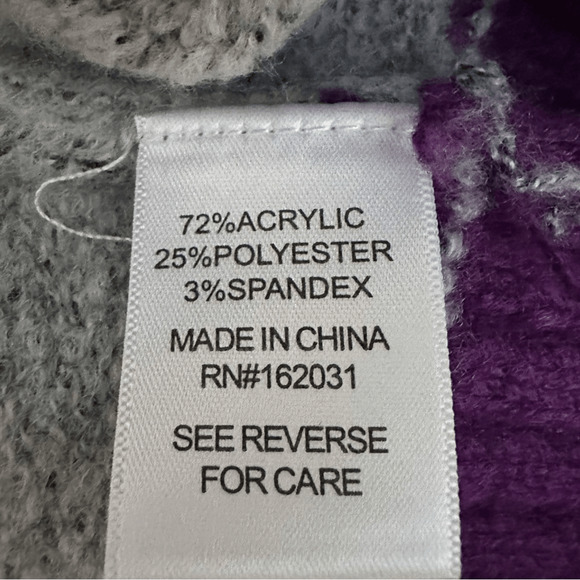 72%ACRYLIC
25%POLYESTER
3%SPANDEX
MADE IN CHINA
RN#162031
SEE REVERSE
FOR CARE